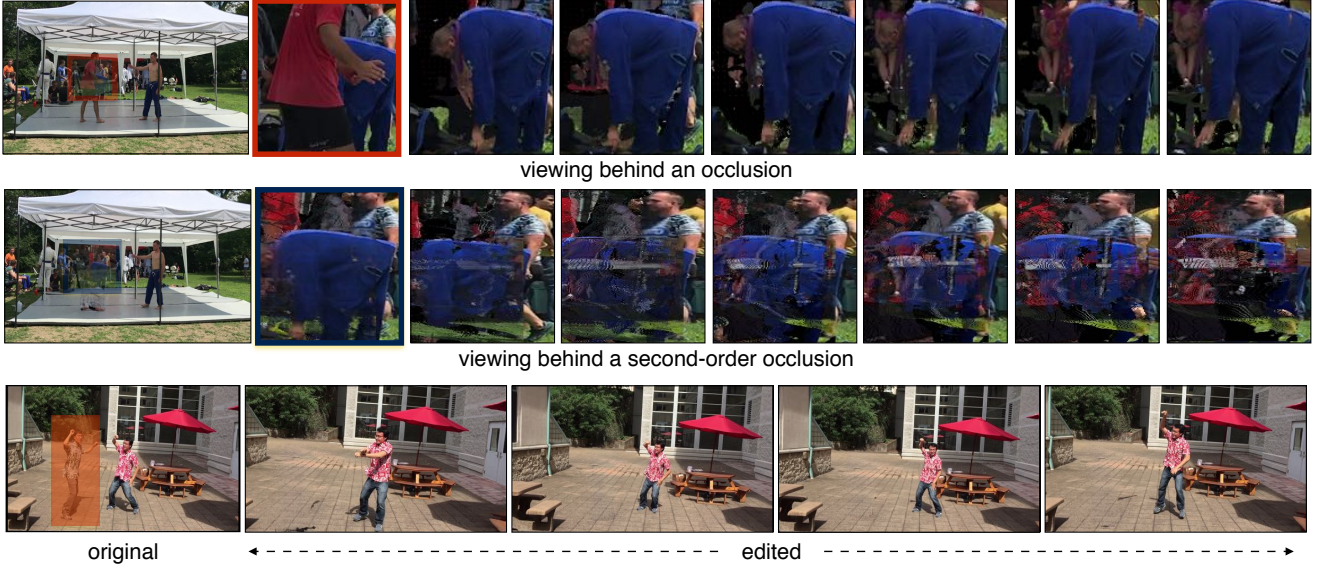 viewing behind an occlusion
viewing behind a second-order occlusion
original
edited